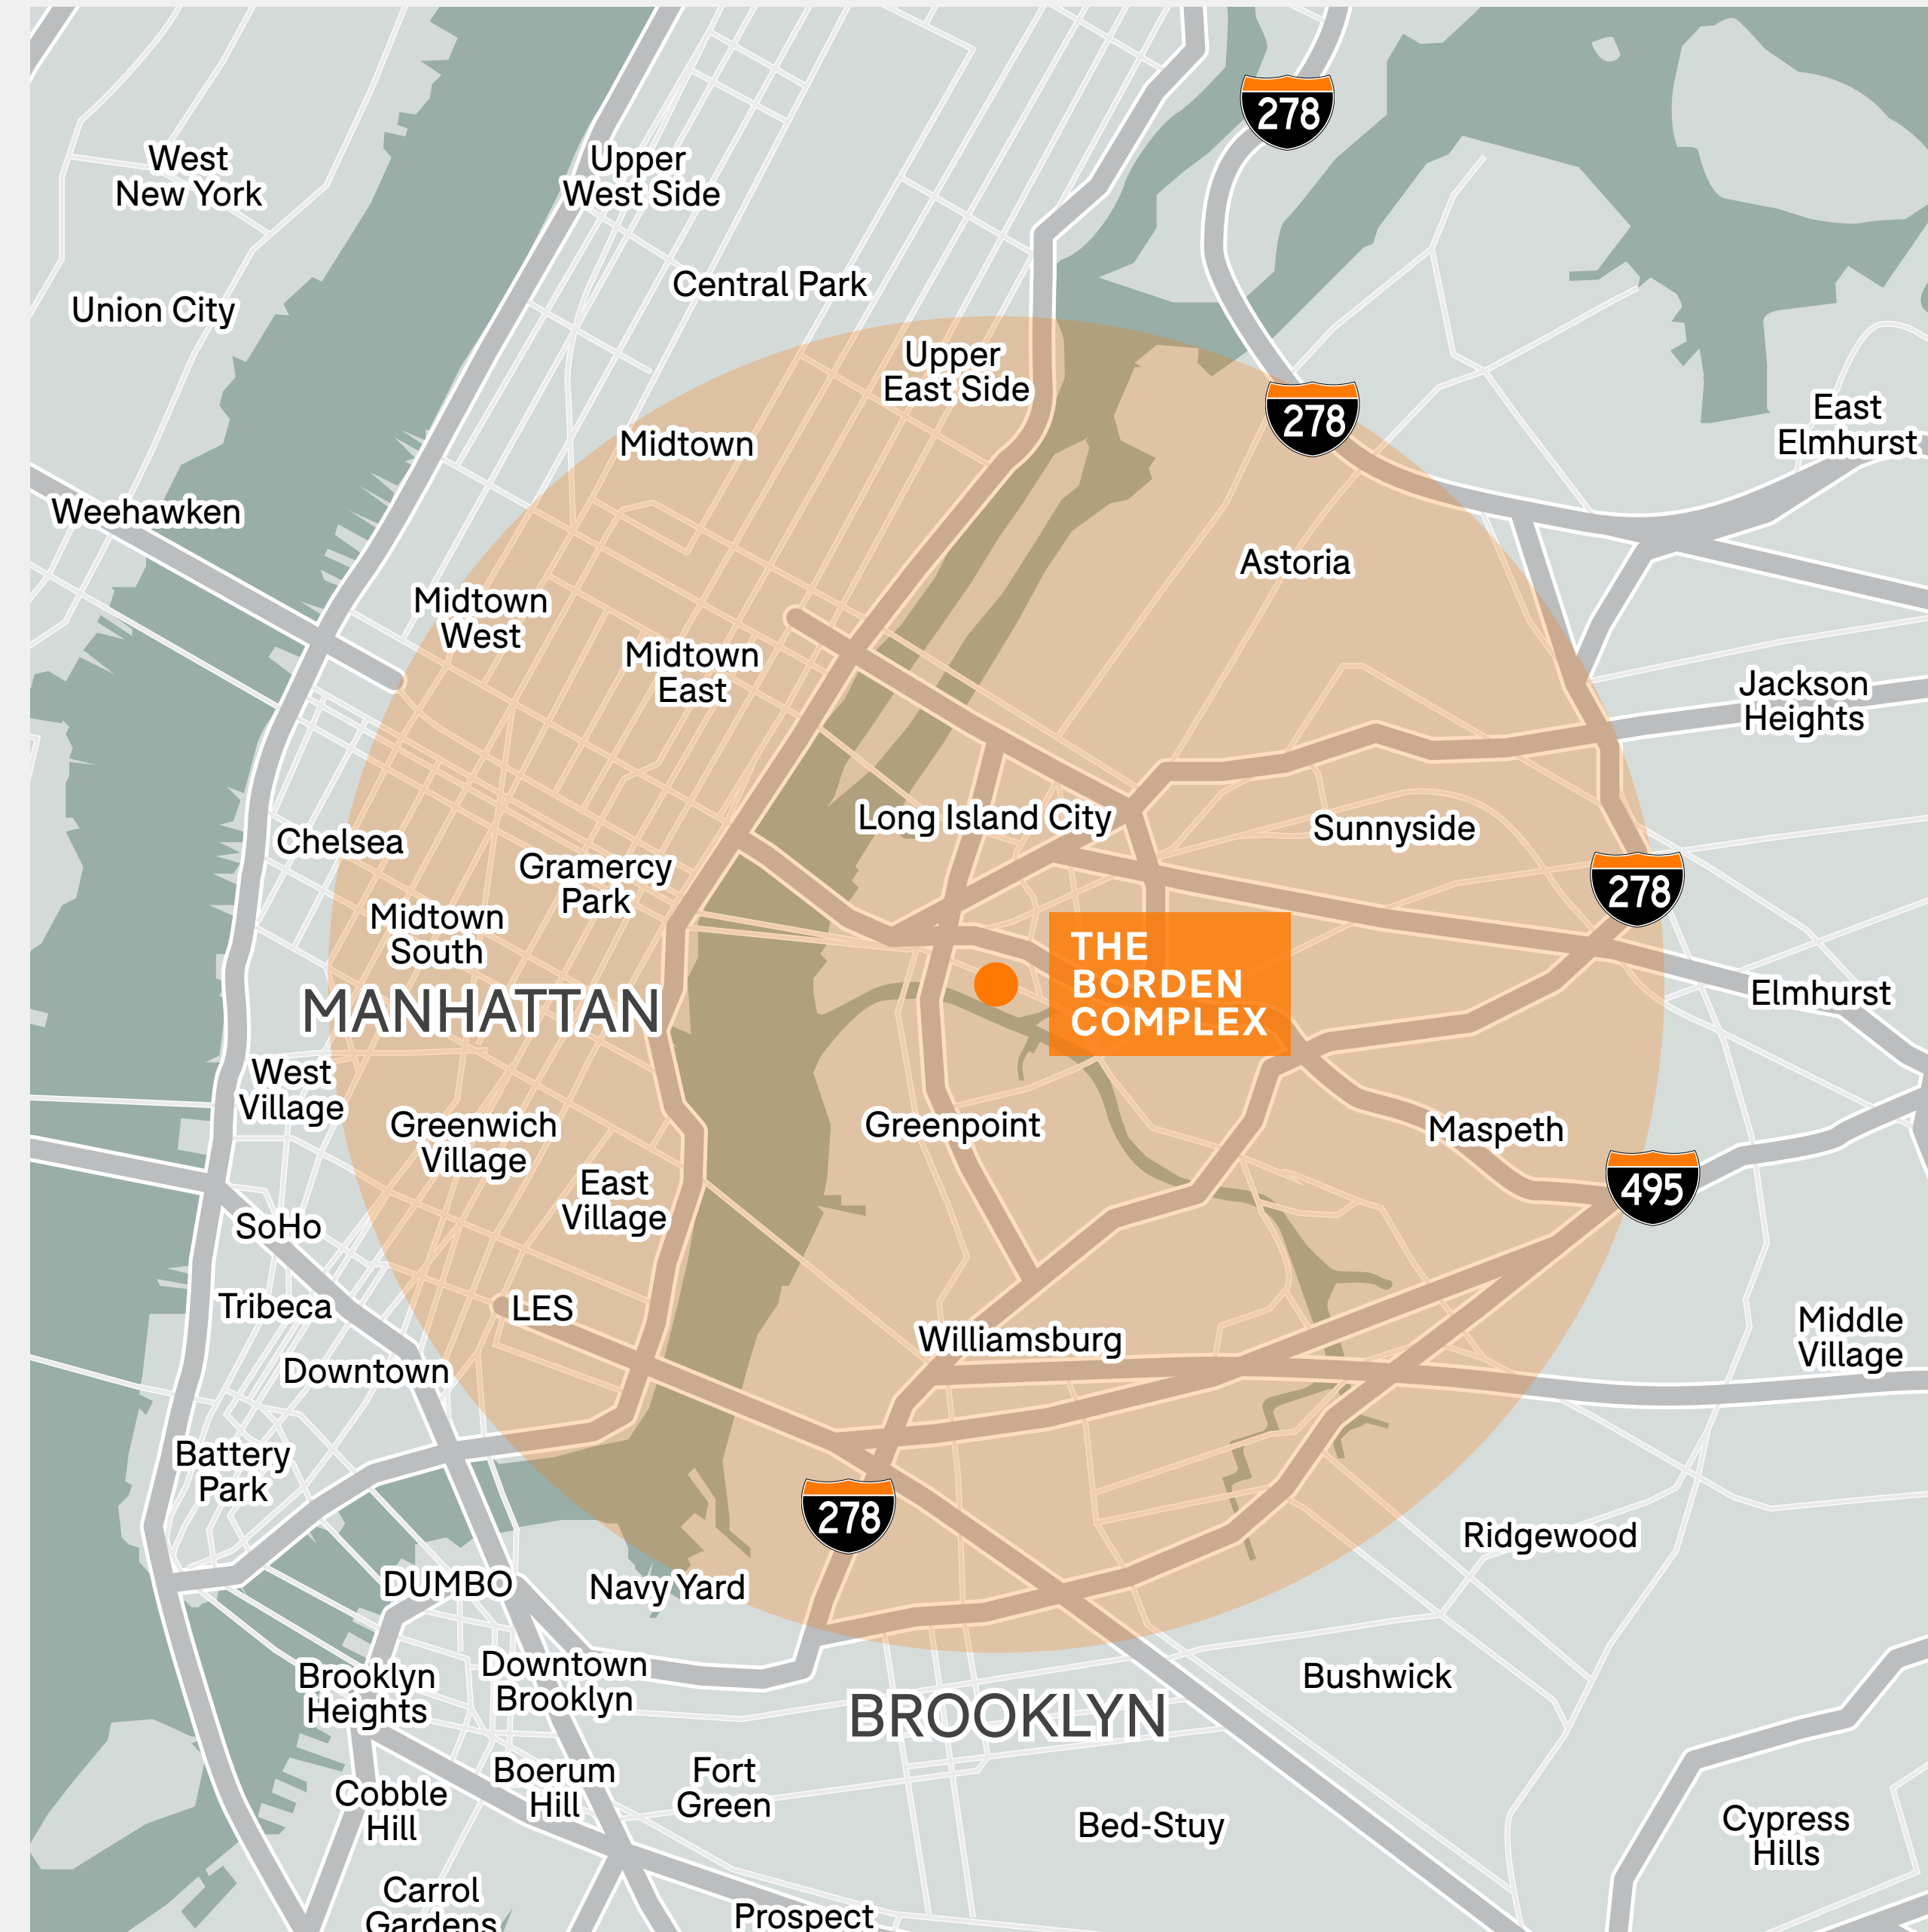 278
West
New York
Upper
West Side
Central Park
Union City
Upper
East Side
278
East
Elmhurst
Midtown
Weehawken
Astoria
Midtown
West
Midtown
East
Jackson
Heights
Long Island City
Sunnyside
Chelsea
Gramercy
Park
278
Midtown
South
THE
BORDEN
COMPLEX
MANHATTAN
Elmhurst
West
Village
Greenwich
Village
Greenpoint
Maspeth
East
Village
495
SoHo
Tribeca
LES
Williamsburg
Middle
Village
Downtown
Battery
Park
278
Ridgewood
DUMBO
Navy Yard
Brooklyn
Heights
Downtown
Brooklyn
Bushwick
BROOKLYN
Cobble
Hill
Boerum
Hill
Fort
Green
Bed-Stuy
Cypress
Hills
Carrol
Gardens
Prospect